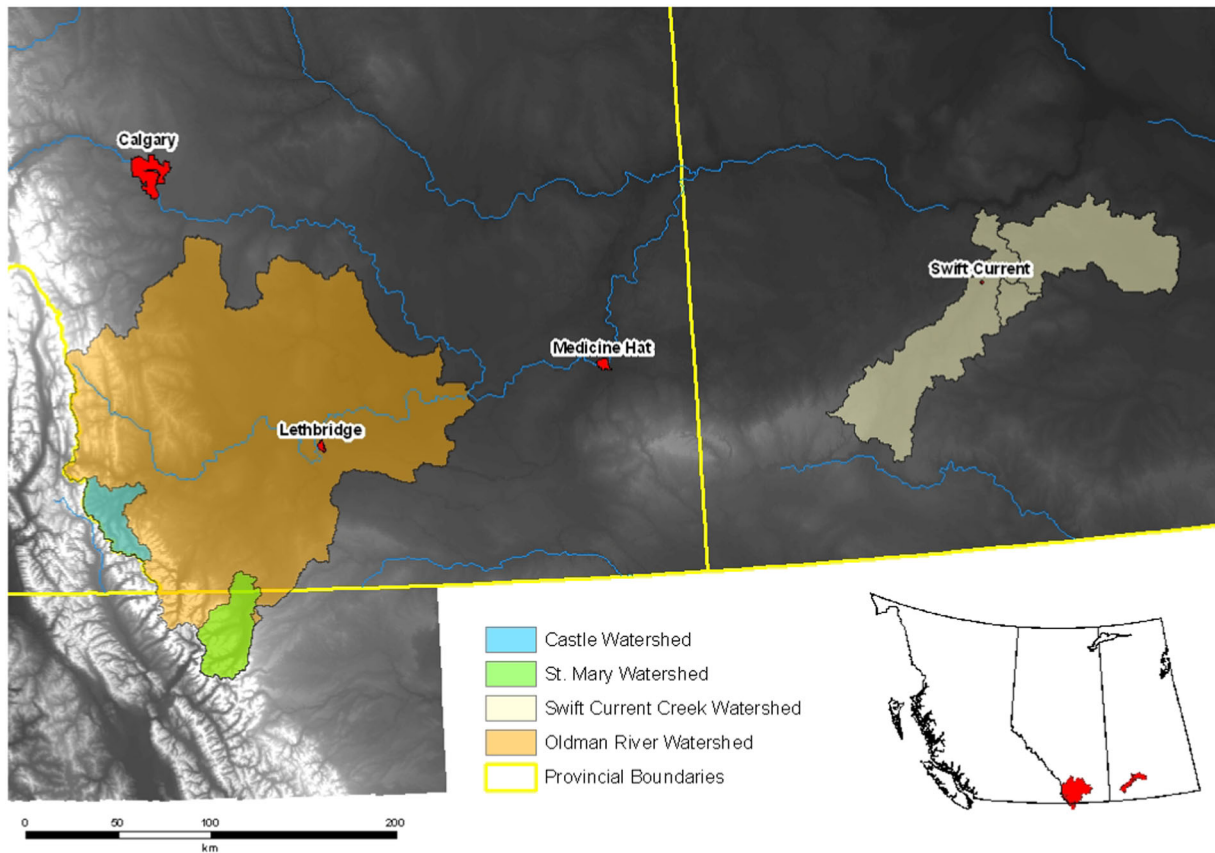 Calgary
Swift Current
Medicine Hat
Lethbridge
Castle Watershed
St. Mary Watershed
Swift Current Creek Watershed
Oldman River Watershed
Provincial Boundaries
0 50 100 200
km